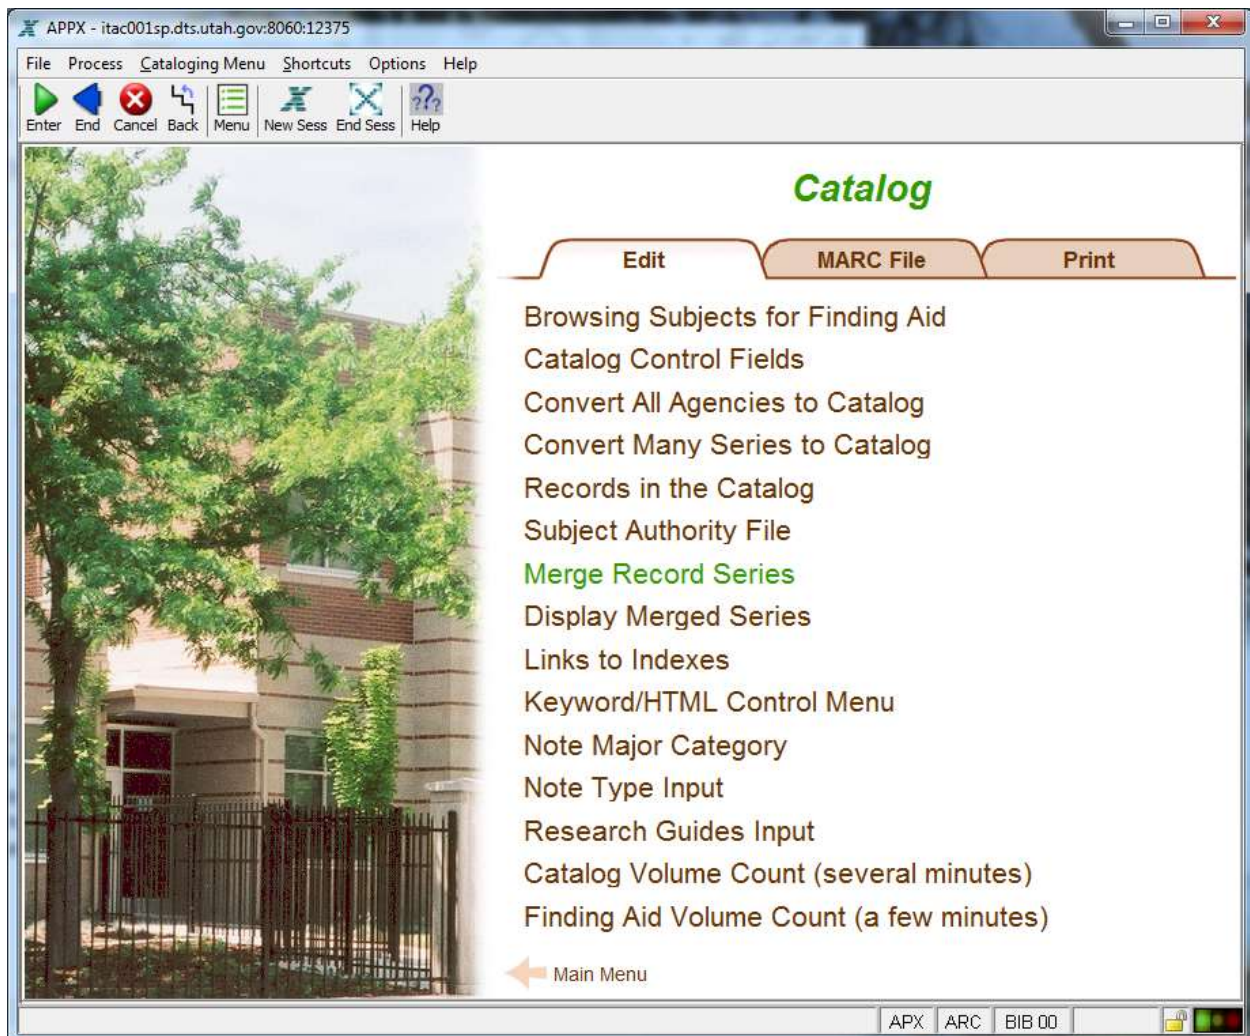 APPX - itac001sp.dts.utah.gov:8060:12375
File Process Cataloging Menu Shortcuts Options Help
Enter End Cancel Back Menu New Sess End Sess Help
Catalog
Edit MARC File Print
Browsing Subjects for Finding Aid
Catalog Control Fields
Convert All Agencies to Catalog
Convert Many Series to Catalog
Records in the Catalog
Subject Authority File
Merge Record Series
Display Merged Series
Links to Indexes
Keyword/HTML Control Menu
Note Major Category
Note Type Input
Research Guides Input
Catalog Volume Count (several minutes)
Finding Aid Volume Count (a few minutes)
Main Menu
APX ARC BIB 00